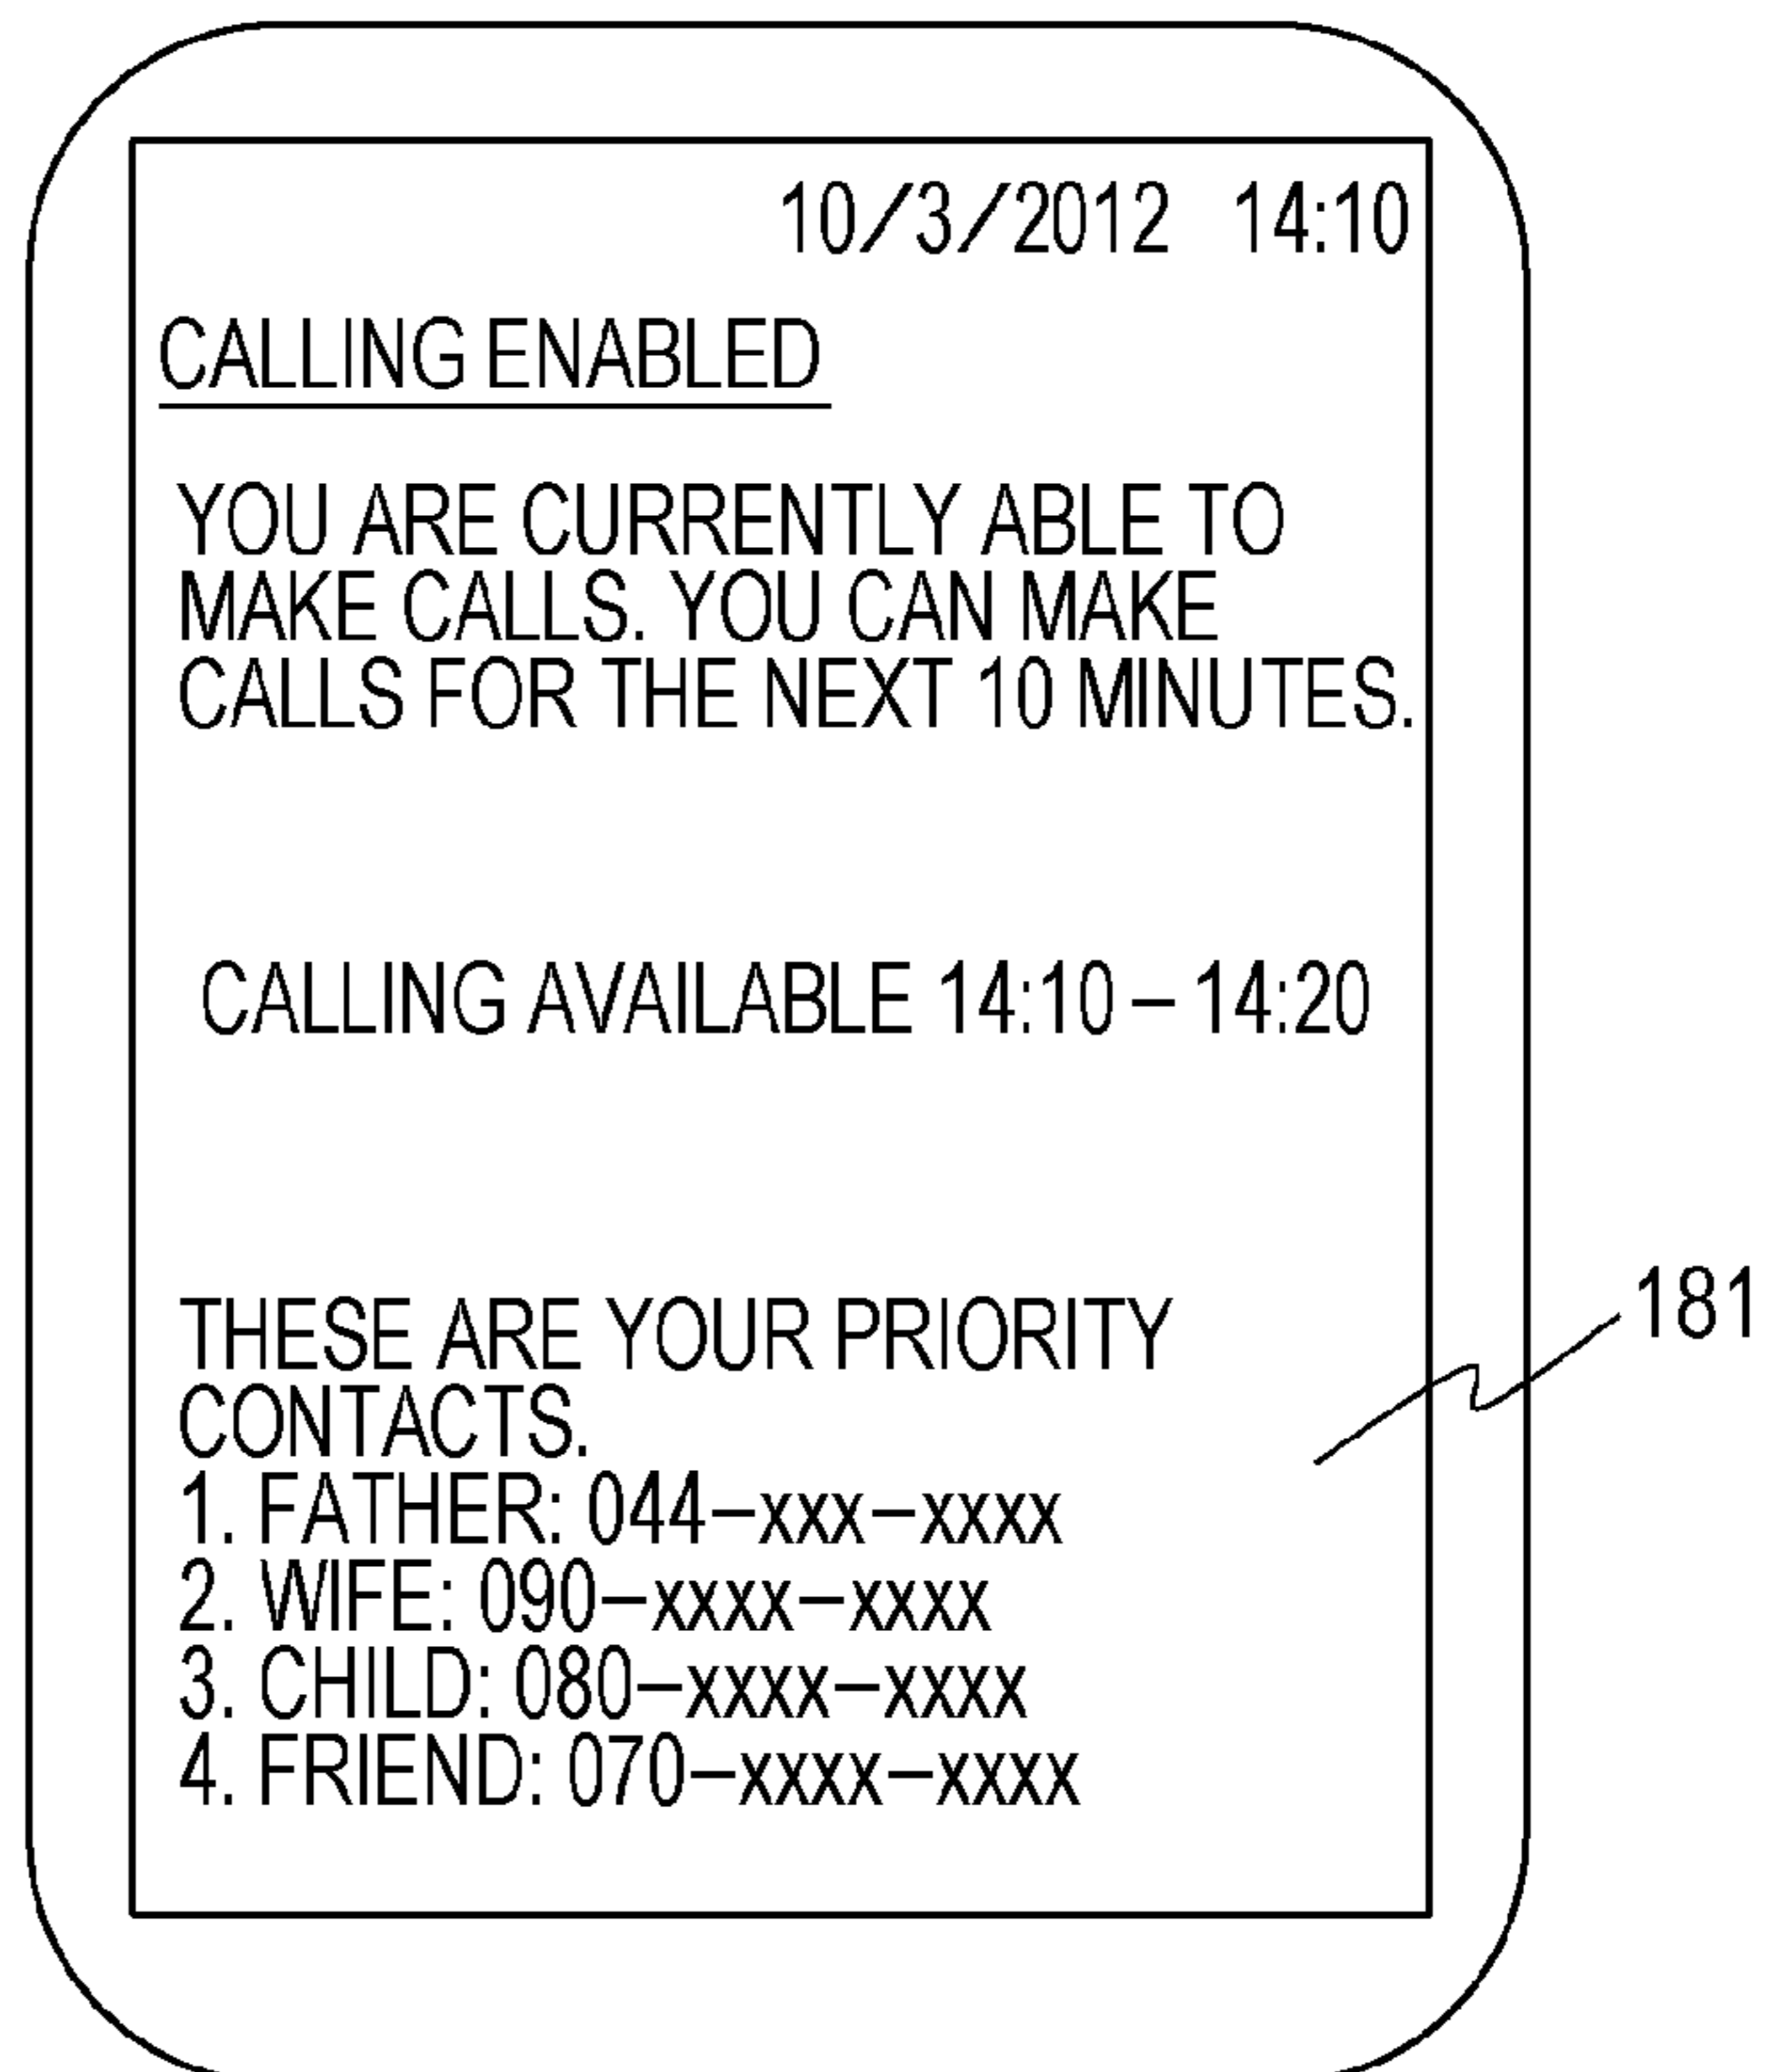 10/3/2012 14:10
CALLING ENABLED
YOU ARE CURRENTLY ABLE TO
MAKE CALLS. YOU CAN MAKE
CALLS FOR THE NEXT 10 MINUTES.
CALLING AVAILABLE 14:10 – 14:20
181
THESE ARE YOUR PRIORITY
CONTACTS.
1. FATHER: 044–xxx–xxxx
2. WIFE: 090–xxxx–xxxx
3. CHILD: 080–xxxx–xxxx
4. FRIEND: 070–xxxx–xxxx